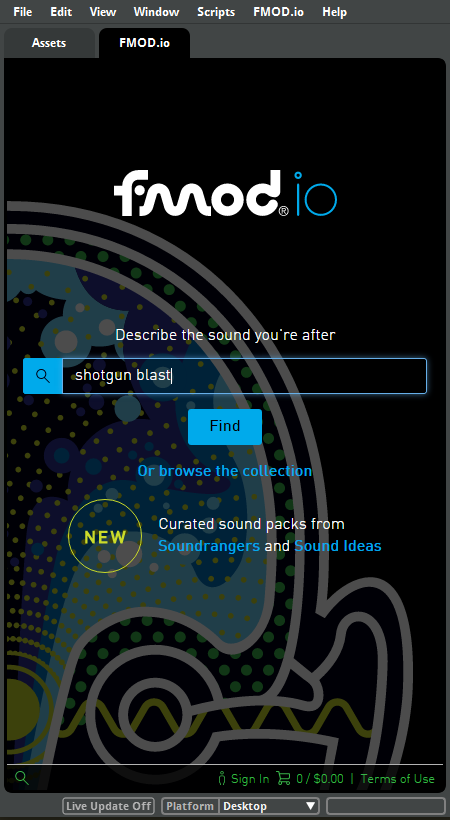 File Edit View Window Scripts FMOD.io Help
Assets FMOD.io
fmod® io
Describe the sound you're after
shotgun blast
Find
Or browse the collection
NEW
Curated sound packs from
Soundrangers and Sound Ideas
Sign In 0 / $0.00 | Terms of Use
Live Update Off Platform Desktop